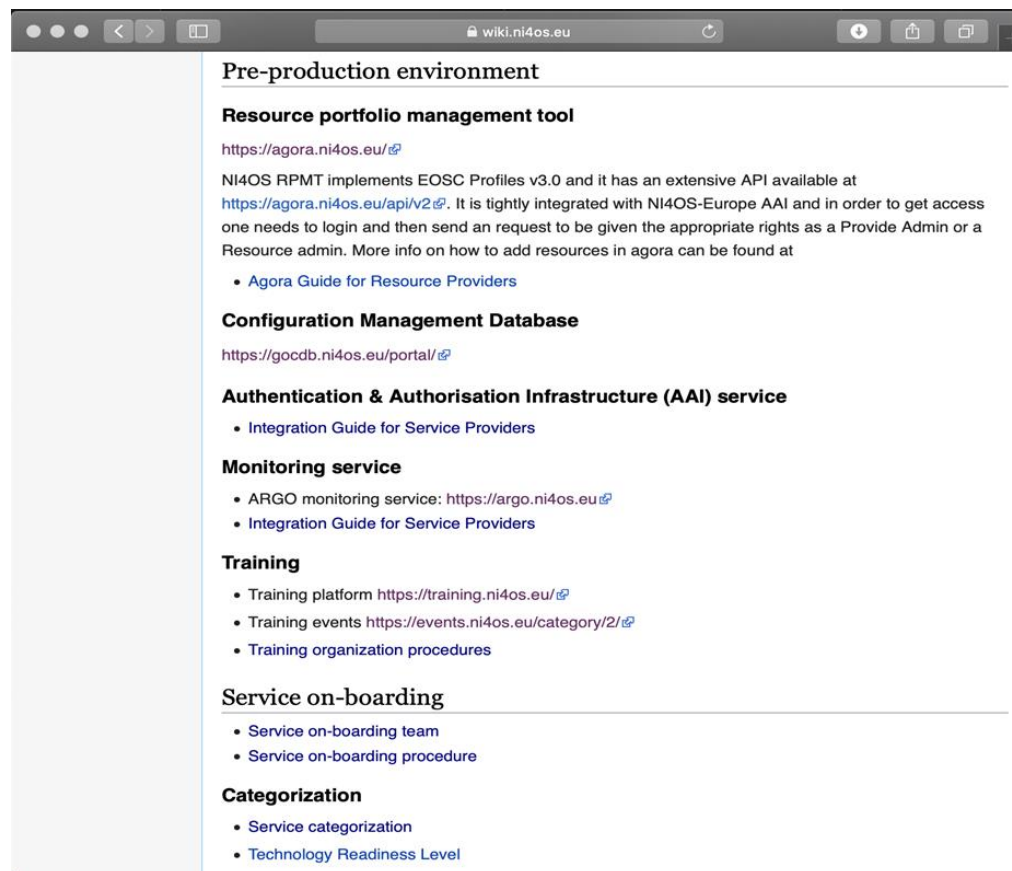 wiki.ni4os.eu
Pre-production environment
Resource portfolio management tool
https://agora.ni4os.eu/
NI4OS RPMT implements EOSC Profiles v3.0 and it has an extensive API available at
https://agora.ni4os.eu/api/v2. It is tightly integrated with NI4OS-Europe AAI and in order to get access
one needs to login and then send an request to be given the appropriate rights as a Provide Admin or a
Resource admin. More info on how to add resources in agora can be found at
• Agora Guide for Resource Providers
Configuration Management Database
https://gocdb.ni4os.eu/portal/
Authentication & Authorisation Infrastructure (AAI) service
• Integration Guide for Service Providers
Monitoring service
• ARGO monitoring service: https://argo.ni4os.eu
• Integration Guide for Service Providers
Training
• Training platform https://training.ni4os.eu/
• Training events https://events.ni4os.eu/category/2/
• Training organization procedures
Service on-boarding
• Service on-boarding team
• Service on-boarding procedure
Categorization
• Service categorization
• Technology Readiness Level